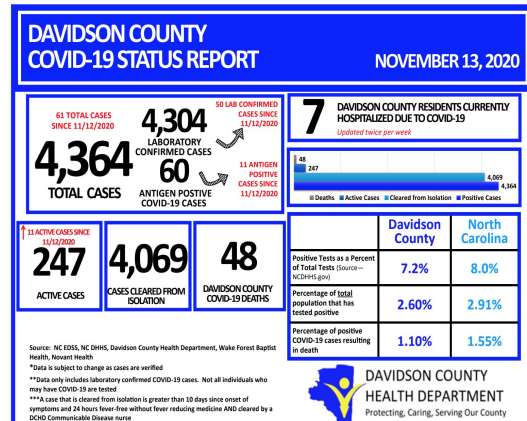 DAVIDSON COUNTY
COVID-19 STATUS REPORT
NOVEMBER 13, 2020
61 TOTAL CASES
SINCE 11/12/2020
4,364
TOTAL CASES
4,304
LABORATORY
CONFIRMED CASES
50 LAB CONFIRMED
CASES SINCE
11/12/2020
60
ANTIGEN POSTIVE
COVID-19 CASES
11 ANTIGEN
POSITIVE
CASES SINCE
11/12/2020
7
DAVIDSON COUNTY RESIDENTS CURRENTLY
HOSPITALIZED DUE TO COVID-19
Updated twice per week
48
247
4,069
4,364
Deaths Active Cases Cleared from Isolation Positive Cases
11 ACTIVE CASES SINCE
11/12/2020
247
ACTIVE CASES
4,069
CASES CLEARED FROM
ISOLATION
48
DAVIDSON COUNTY
COVID-19 DEATHS
Davidson
County
North
Carolina
Positive Tests as a Percent
of Total Tests (Source—
NCDHHS.gov)
7.2%
8.0%
Percentage of total
population that has
tested positive
2.60%
2.91%
Percentage of positive
COVID-19 cases resulting
in death
1.10%
1.55%
Source: NC EDSS, NC DHHS, Davidson County Health Department, Wake Forest Baptist
Health, Novant Health
*Data is subject to change as cases are verified
**Data only includes laboratory confirmed COVID-19 cases. Not all individuals who
may have COVID-19 are tested
***A case that is cleared from isolation is greater than 10 days since onset of
symptoms and 24 hours fever-free without fever reducing medicine AND cleared by a
DCHD Communicable Disease nurse
DAVIDSON COUNTY
HEALTH DEPARTMENT
Protecting, Caring, Serving Our County